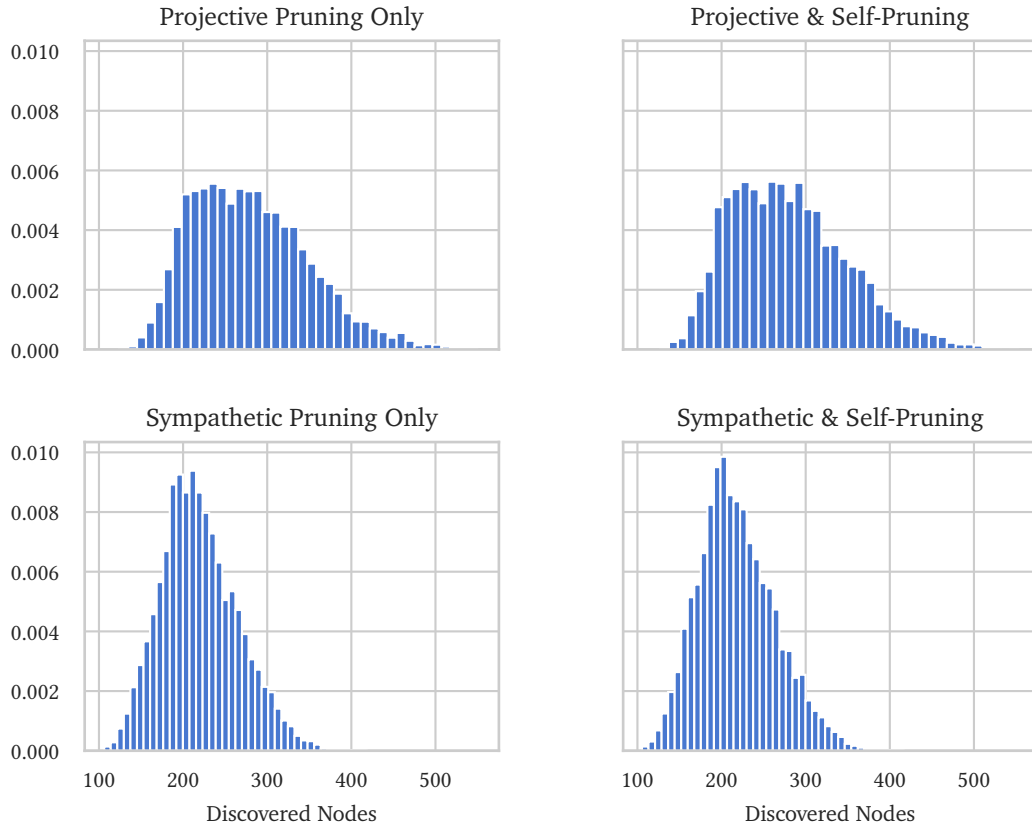 Projective Pruning Only
Projective & Self-Pruning
0.010
0.008
0.006
0.004
0.002
0.000
Sympathetic Pruning Only
Sympathetic & Self-Pruning
0.010
0.008
0.006
0.004
0.002
0.000
100 200 300 400 500
100 200 300 400 500
Discovered Nodes
Discovered Nodes